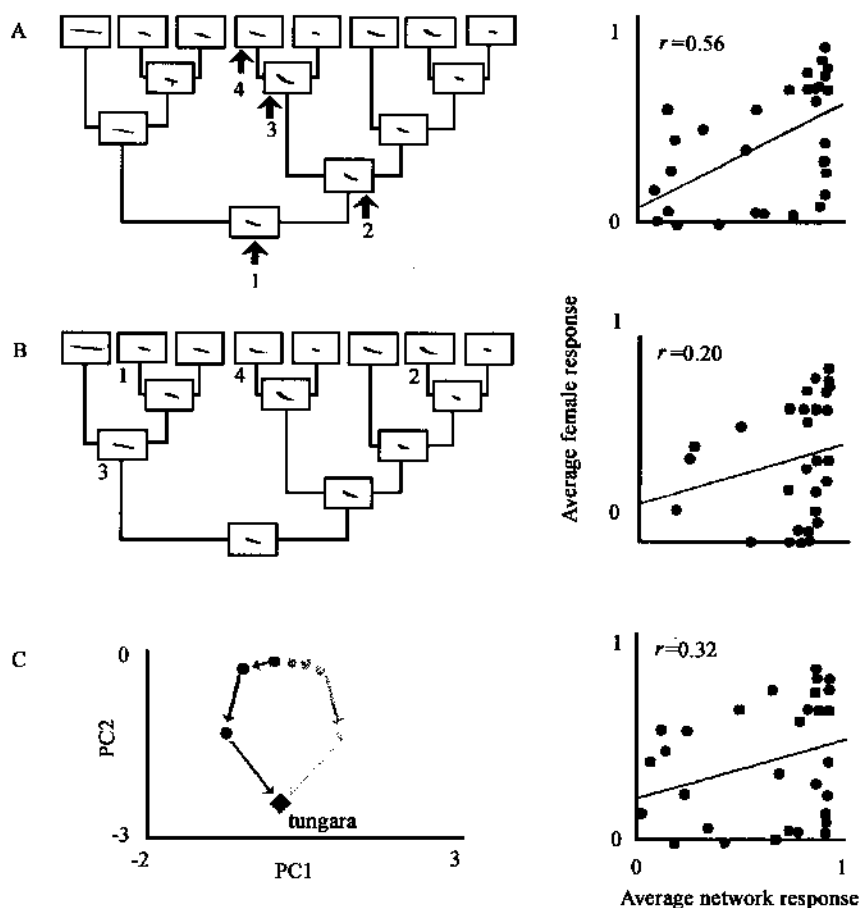 A
4
3
2
1
1
r=0.56
0
B
1
4
2
3
Average female response
1
r=0.20
0
C
0
PC2
-3
tungara
-2
PC1
3
1
r=0.32
0
0
1
Average network response